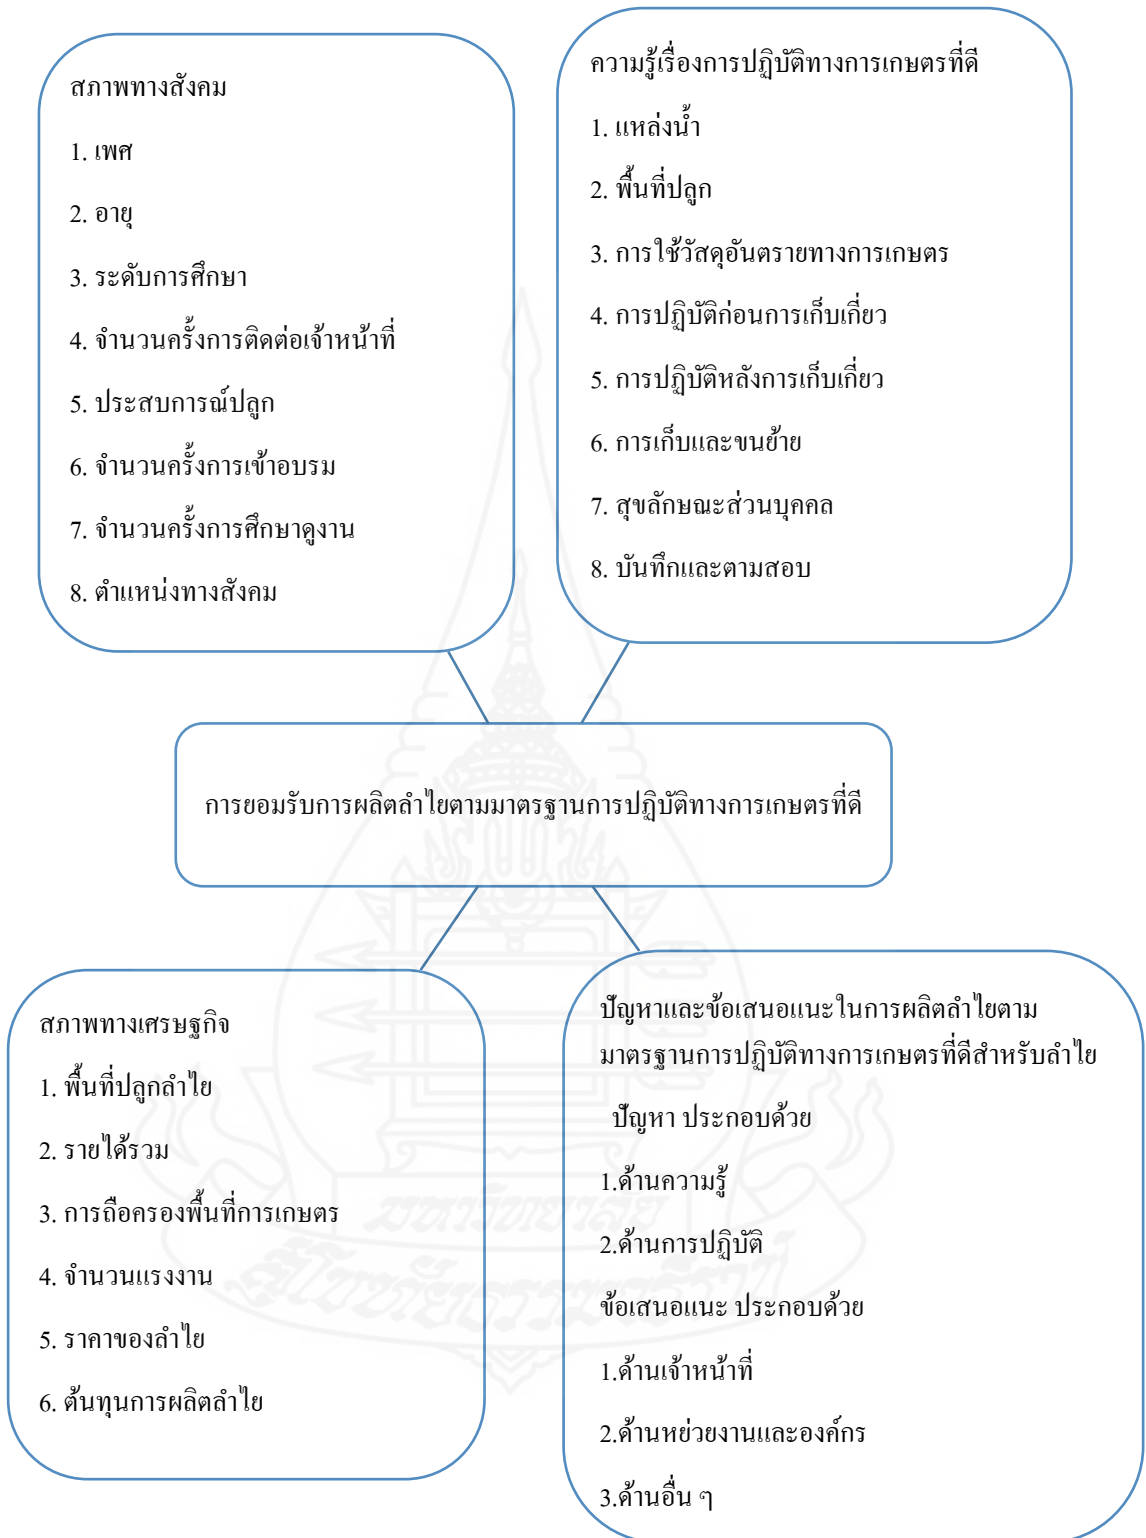 สภาพทางสังคม
1. เพศ
2. อายุ
3. ระดับการศึกษา
4. จำนวนครั้งการติดต่อเจ้าหน้าที่
5. ประสบการณ์ปลูก
6. จำนวนครั้งการเข้าอบรม
7. จำนวนครั้งการศึกษาดูงาน
8. ตำแหน่งทางสังคม
ความรู้เรื่องการปฏิบัติทางการเกษตรที่ดี
1. แหล่งน้ำ
2. พื้นที่ปลูก
3. การใช้วัสดุอันตรายทางการเกษตร
4. การปฏิบัติก่อนการเก็บเกี่ยว
5. การปฏิบัติหลังการเก็บเกี่ยว
6. การเก็บและขนย้าย
7. สุขลักษณะส่วนบุคคล
8. บันทึกและตามสอบ
การยอมรับการผลิตลำไยตามมาตรฐานการปฏิบัติทางการเกษตรที่ดี
สภาพทางเศรษฐกิจ
1. พื้นที่ปลูกลำไย
2. รายได้รวม
3. การถือครองพื้นที่การเกษตร
4. จำนวนแรงงาน
5. ราคาของลำไย
6. ต้นทุนการผลิตลำไย
ปัญหาและข้อเสนอแนะในการผลิตลำไยตาม
มาตรฐานการปฏิบัติทางการเกษตรที่ดีสำหรับลำไย
ปัญหา ประกอบด้วย
1.ด้านความรู้
2.ด้านการปฏิบัติ
ข้อเสนอแนะ ประกอบด้วย
1.ด้านเจ้าหน้าที่
2.ด้านหย่วยงานและองค์กร
3.ด้านอื่น ๆ
มหาวิทยาลัย
สุโขทัยธรรมาธิราช